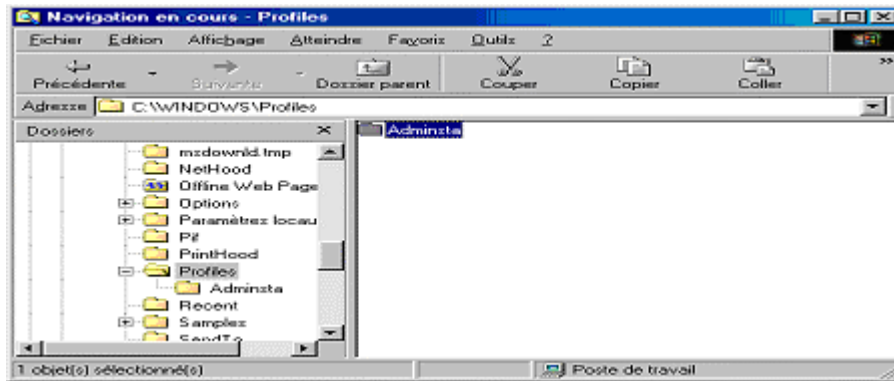 Navigation en cours - Profiles
Fichier Edition Affichage Atteindre Favoris Outils ?
Précédente Suivante Dossier parent Couper Copier Coller »
Adresse C:\WINDOWS\Profiles
Dossiers
msdownld.tmp
NetHood
Offline Web Page
Options
Paramètres locau
Pif
PrintHood
Profiles
Adminsta
Recent
Samples
SendTo
Adminsta
1 objet(s) sélectionné(s) Poste de travail